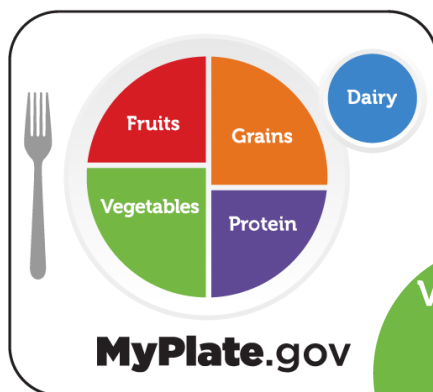 Fruits
Grains
Dairy
Vegetables
Protein
MyPlate.gov
V